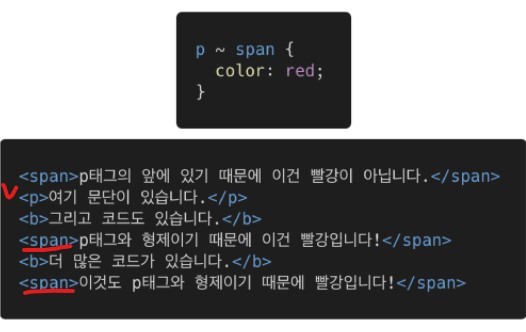 p ~ span {
  color: red;
}
<span>p태그의 앞에 있기 때문에 이건 빨강이 아닙니다.</span>
<p>여기 문단이 있습니다.</p>
<b>그리고 코드도 있습니다.</b>
<span>p태그와 형제이기 때문에 이건 빨강입니다!</span>
<b>더 많은 코드가 있습니다.</b>
<span>이것도 p태그와 형제이기 때문에 빨강입니다!</span>